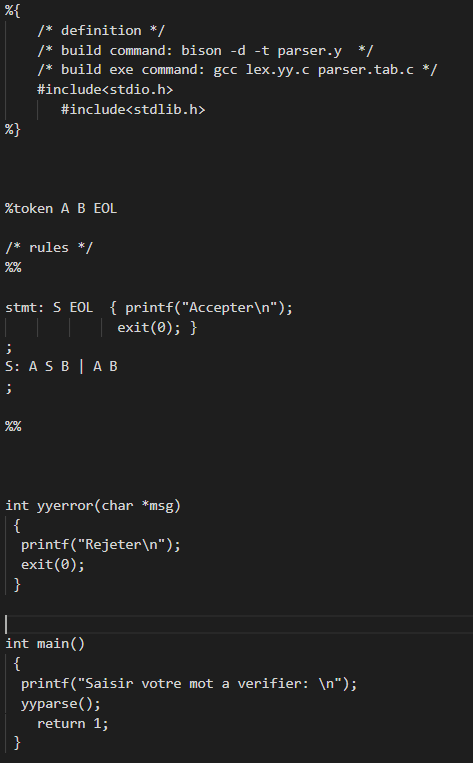 %{
/* definition */
/* build command: bison -d -t parser.y  */
/* build exe command: gcc lex.yy.c parser.tab.c */
#include<stdio.h>
#include<stdlib.h>
%}
%token A B EOL
/* rules */
%%
stmt: S EOL  { printf("Accepter\n");
exit(0); }
;
S: A S B | A B
;
%%
int yyerror(char *msg)
{
printf("Rejeter\n");
exit(0);
}
int main()
{
printf("Saisir votre mot a verifier: \n");
yyparse();
return 1;
}